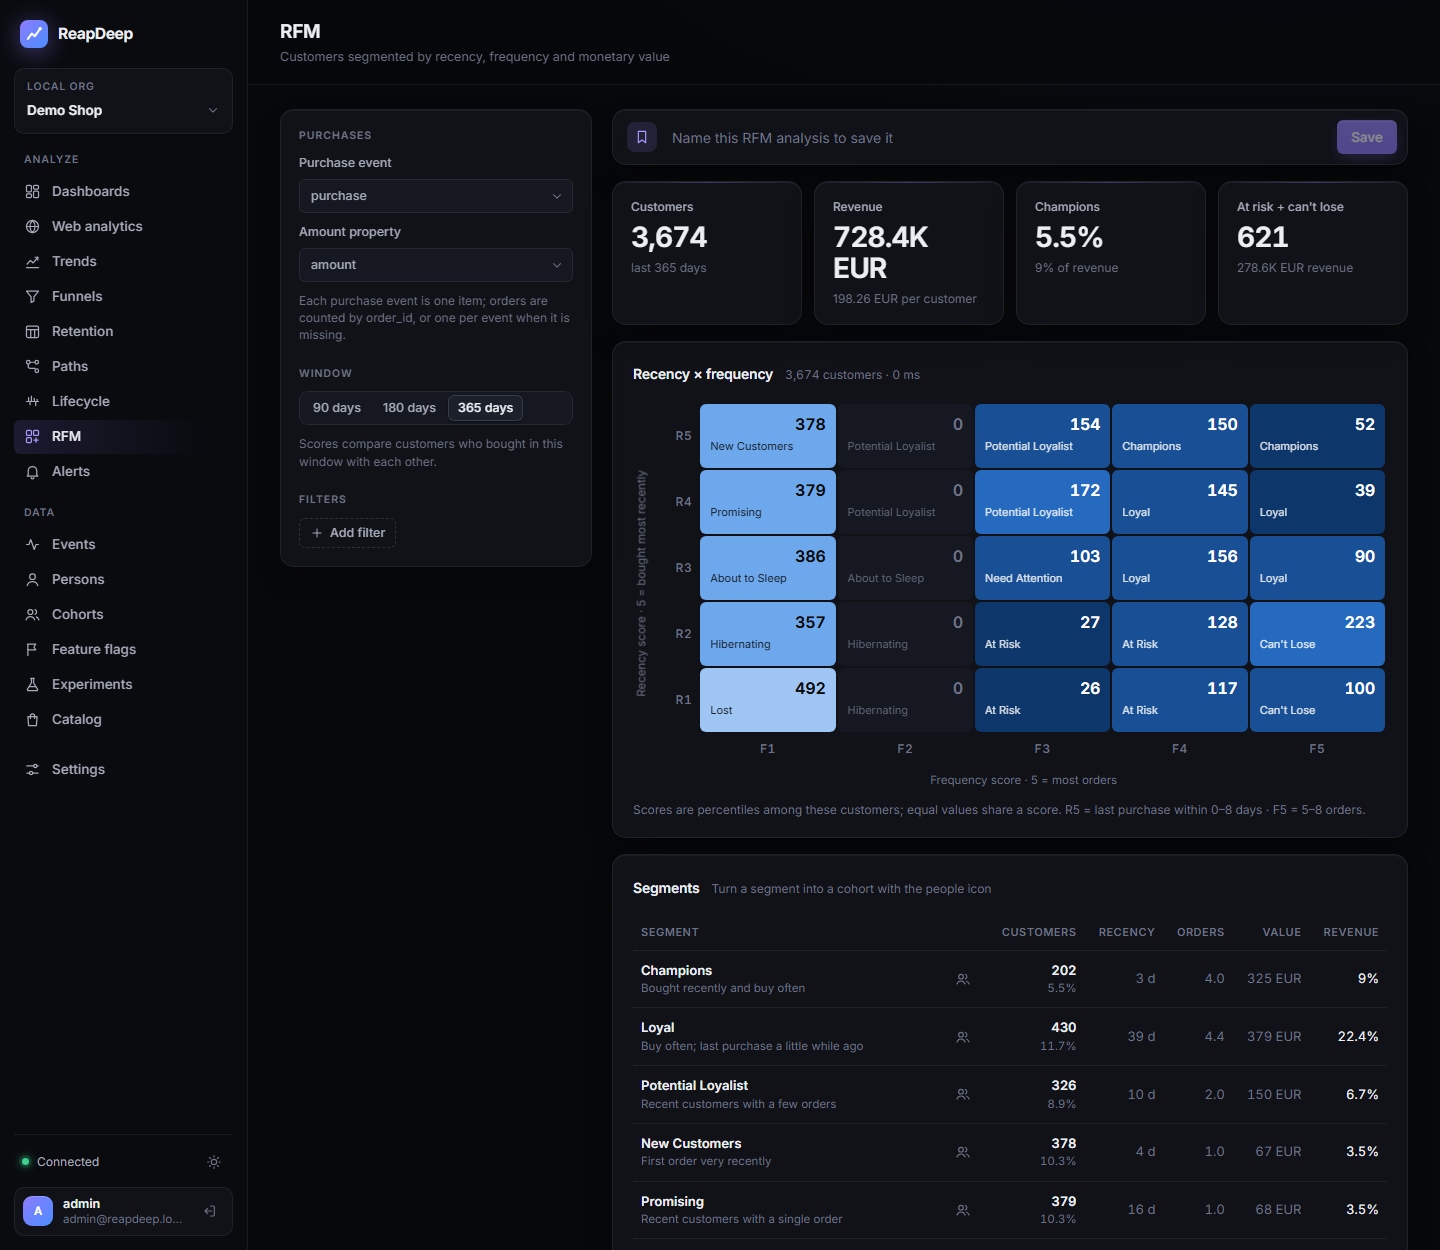 ReapDeep
LOCAL ORG
Demo Shop
ANALYZE
Dashboards
Web analytics
Trends
Funnels
Retention
Paths
Lifecycle
RFM
Alerts
DATA
Events
Persons
Cohorts
Feature flags
Experiments
Catalog
Settings
Connected
A
admin
admin@reapdeep.lo...
RFM
Customers segmented by recency, frequency and monetary value
PURCHASES
Purchase event
purchase
Amount property
amount
Each purchase event is one item; orders are
counted by order_id, or one per event when it is
missing.
WINDOW
90 days 180 days 365 days
Scores compare customers who bought in this
window with each other.
FILTERS
Add filter
Name this RFM analysis to save it
Save
Customers
3,674
last 365 days
Revenue
728.4K
EUR
198.26 EUR per customer
Champions
5.5%
9% of revenue
At risk + can't lose
621
278.6K EUR revenue
Recency × frequency 3,674 customers · 0 ms
Recency score · 5 = bought most recently
R5
378
New Customers
0
Potential Loyalist
154
Potential Loyalist
150
Champions
52
Champions
R4
379
Promising
0
Potential Loyalist
172
Potential Loyalist
145
Loyal
39
Loyal
R3
386
About to Sleep
0
About to Sleep
103
Need Attention
156
Loyal
90
Loyal
R2
357
Hibernating
0
Hibernating
27
At Risk
128
At Risk
223
Can't Lose
R1
492
Lost
0
Hibernating
26
At Risk
117
At Risk
100
Can't Lose
F1 F2 F3 F4 F5
Frequency score · 5 = most orders
Scores are percentiles among these customers; equal values share a score. R5 = last purchase within 0–8 days · F5 = 5–8 orders.
Segments Turn a segment into a cohort with the people icon
SEGMENT CUSTOMERS RECENCY ORDERS VALUE REVENUE
Champions
Bought recently and buy often
202
5.5%
3 d 4.0 325 EUR 9%
Loyal
Buy often; last purchase a little while ago
430
11.7%
39 d 4.4 379 EUR 22.4%
Potential Loyalist
Recent customers with a few orders
326
8.9%
10 d 2.0 150 EUR 6.7%
New Customers
First order very recently
378
10.3%
4 d 1.0 67 EUR 3.5%
Promising
Recent customers with a single order
379
10.3%
16 d 1.0 68 EUR 3.5%